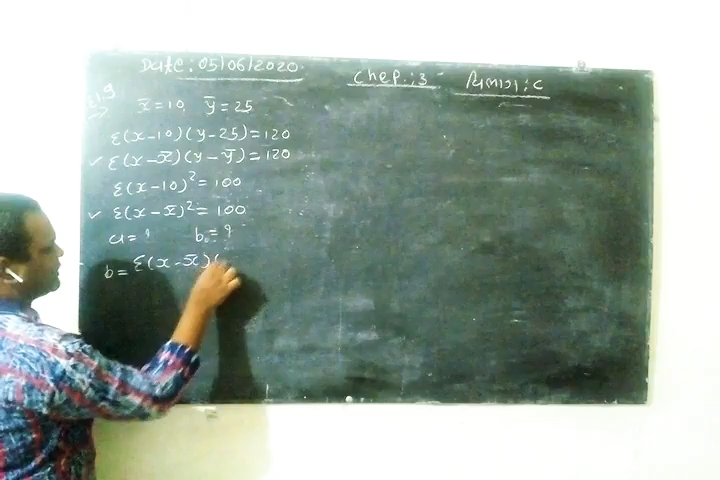 Date: 05/06/2020
Chep.:3
વિભાગ: C
x̄ = 10, ȳ = 25
Σ(x-10)(y-25) = 120
✓ Σ(x-x̄)(y-ȳ) = 120
Σ(x-10)² = 100
✓ Σ(x-x̄)² = 100
a = ? b = ?
b = Σ(x-x̄)(